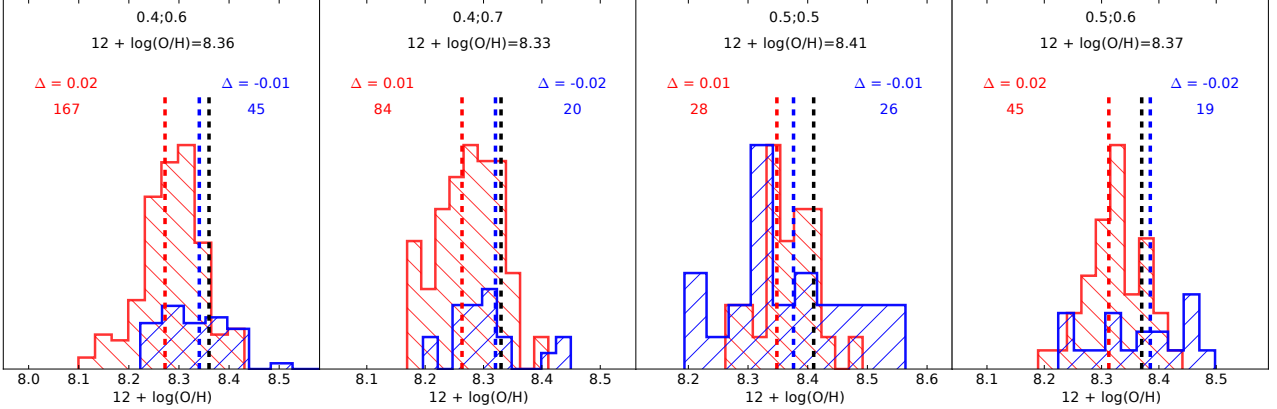 0.4;0.6
12 + log(O/H)=8.36
Δ = 0.02
Δ = -0.01
167
45
8.0 8.1 8.2 8.3 8.4 8.5
12 + log(O/H)
0.4;0.7
12 + log(O/H)=8.33
Δ = 0.01
Δ = -0.02
84
20
8.1 8.2 8.3 8.4 8.5
12 + log(O/H)
0.5;0.5
12 + log(O/H)=8.41
Δ = 0.01
Δ = -0.01
28
26
8.2 8.3 8.4 8.5 8.6
12 + log(O/H)
0.5;0.6
12 + log(O/H)=8.37
Δ = 0.02
Δ = -0.02
45
19
8.1 8.2 8.3 8.4 8.5
12 + log(O/H)